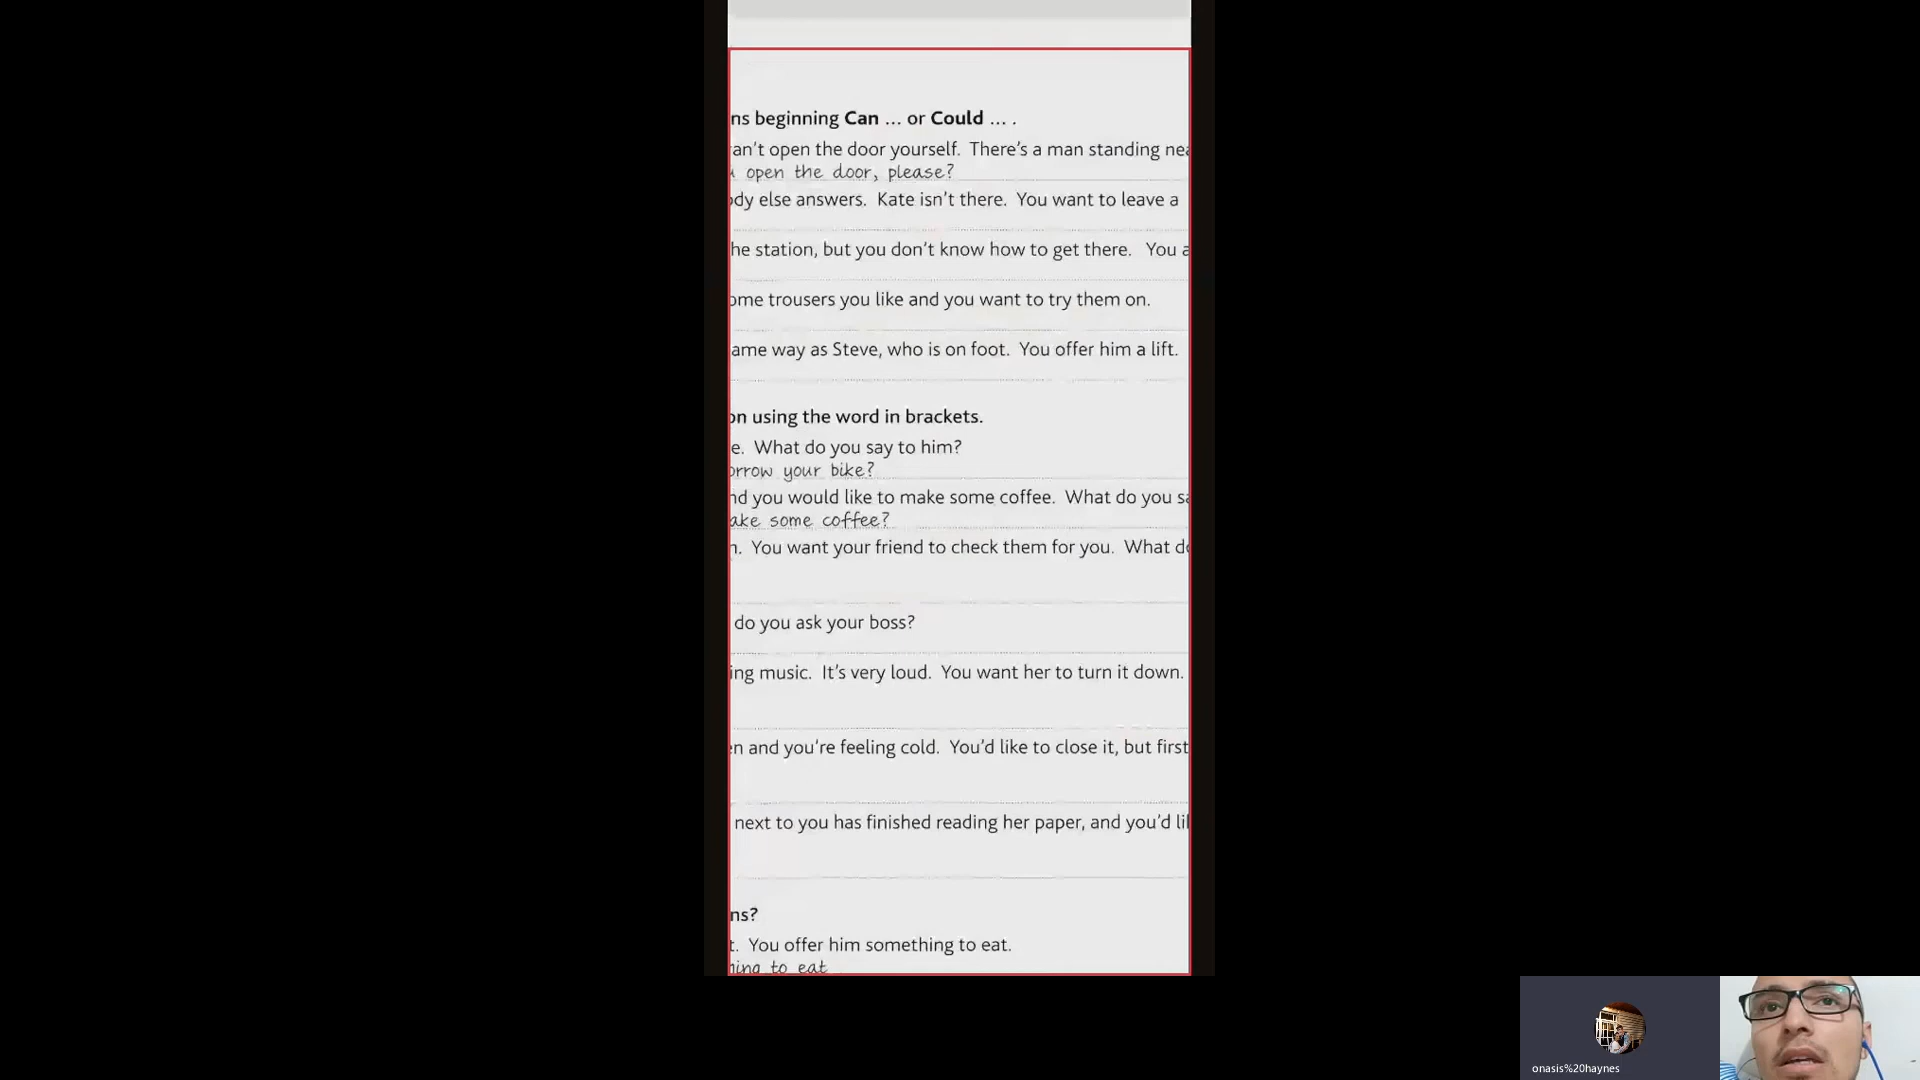 ns beginning Can ... or Could ... .
an't open the door yourself. There's a man standing nea
open the door, please?
ody else answers. Kate isn't there. You want to leave a
he station, but you don't know how to get there. You a
ome trousers you like and you want to try them on.
ame way as Steve, who is on foot. You offer him a lift.
on using the word in brackets.
e. What do you say to him?
orrow your bike?
nd you would like to make some coffee. What do you sa
ake some coffee?
n. You want your friend to check them for you. What do
do you ask your boss?
ing music. It's very loud. You want her to turn it down.
en and you're feeling cold. You'd like to close it, but first
next to you has finished reading her paper, and you'd li
ns?
t. You offer him something to eat.
hing to eat
onasis%20haynes